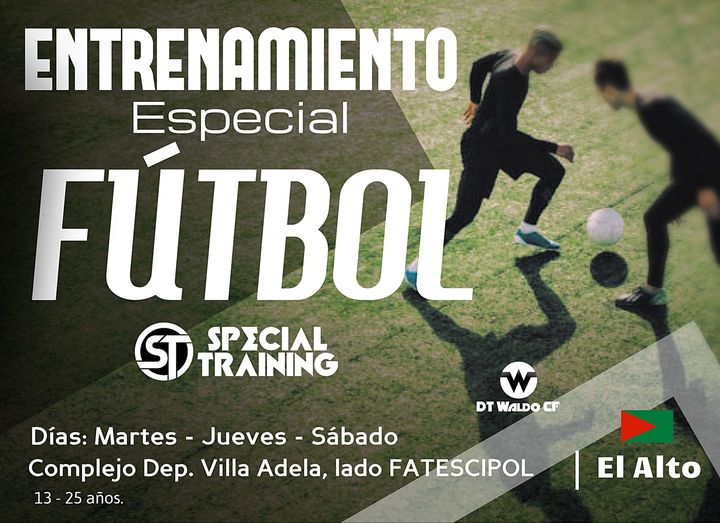 ENTRENAMIENTO
Especial
FÚTBOL
ST SPECIAL
TRAINING
W
DT WALDO CF
Días: Martes - Jueves - Sábado
Complejo Dep. Villa Adela, lado FATESCIPOL
El Alto
13 - 25 años.